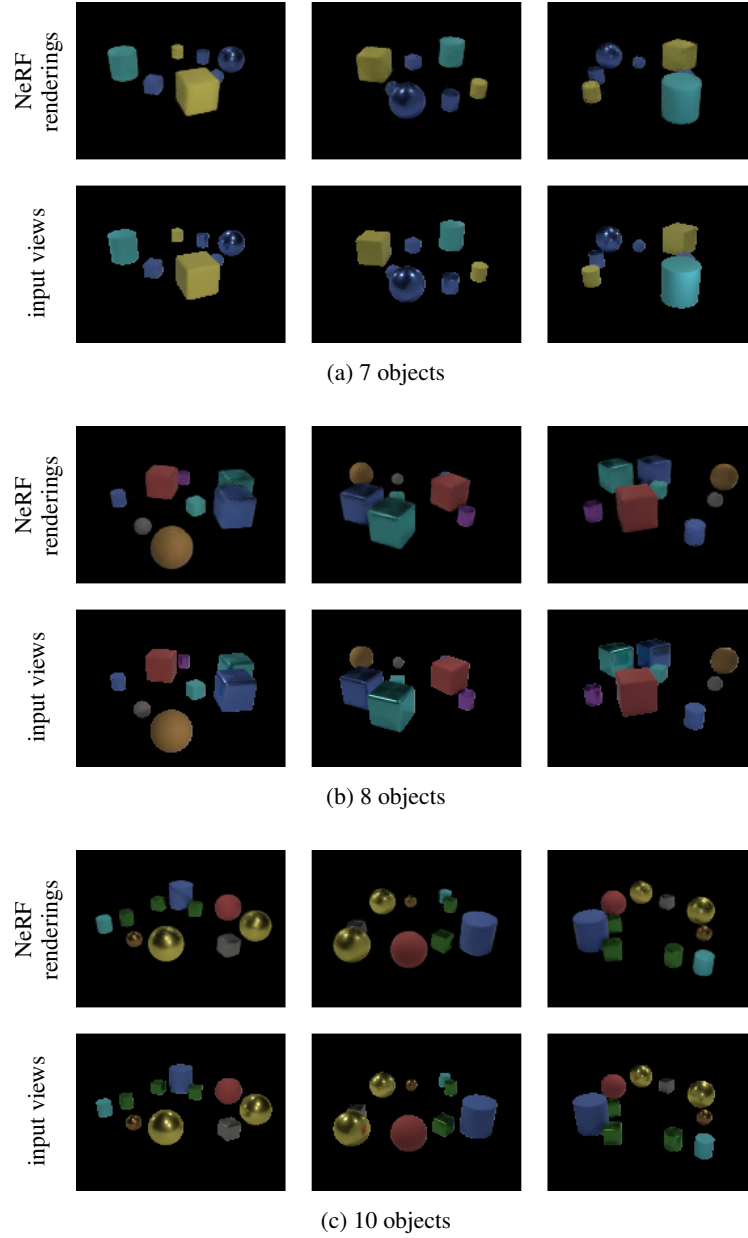 NeRF
renderings
input views
(a) 7 objects
NeRF
renderings
input views
(b) 8 objects
NeRF
renderings
input views
(c) 10 objects